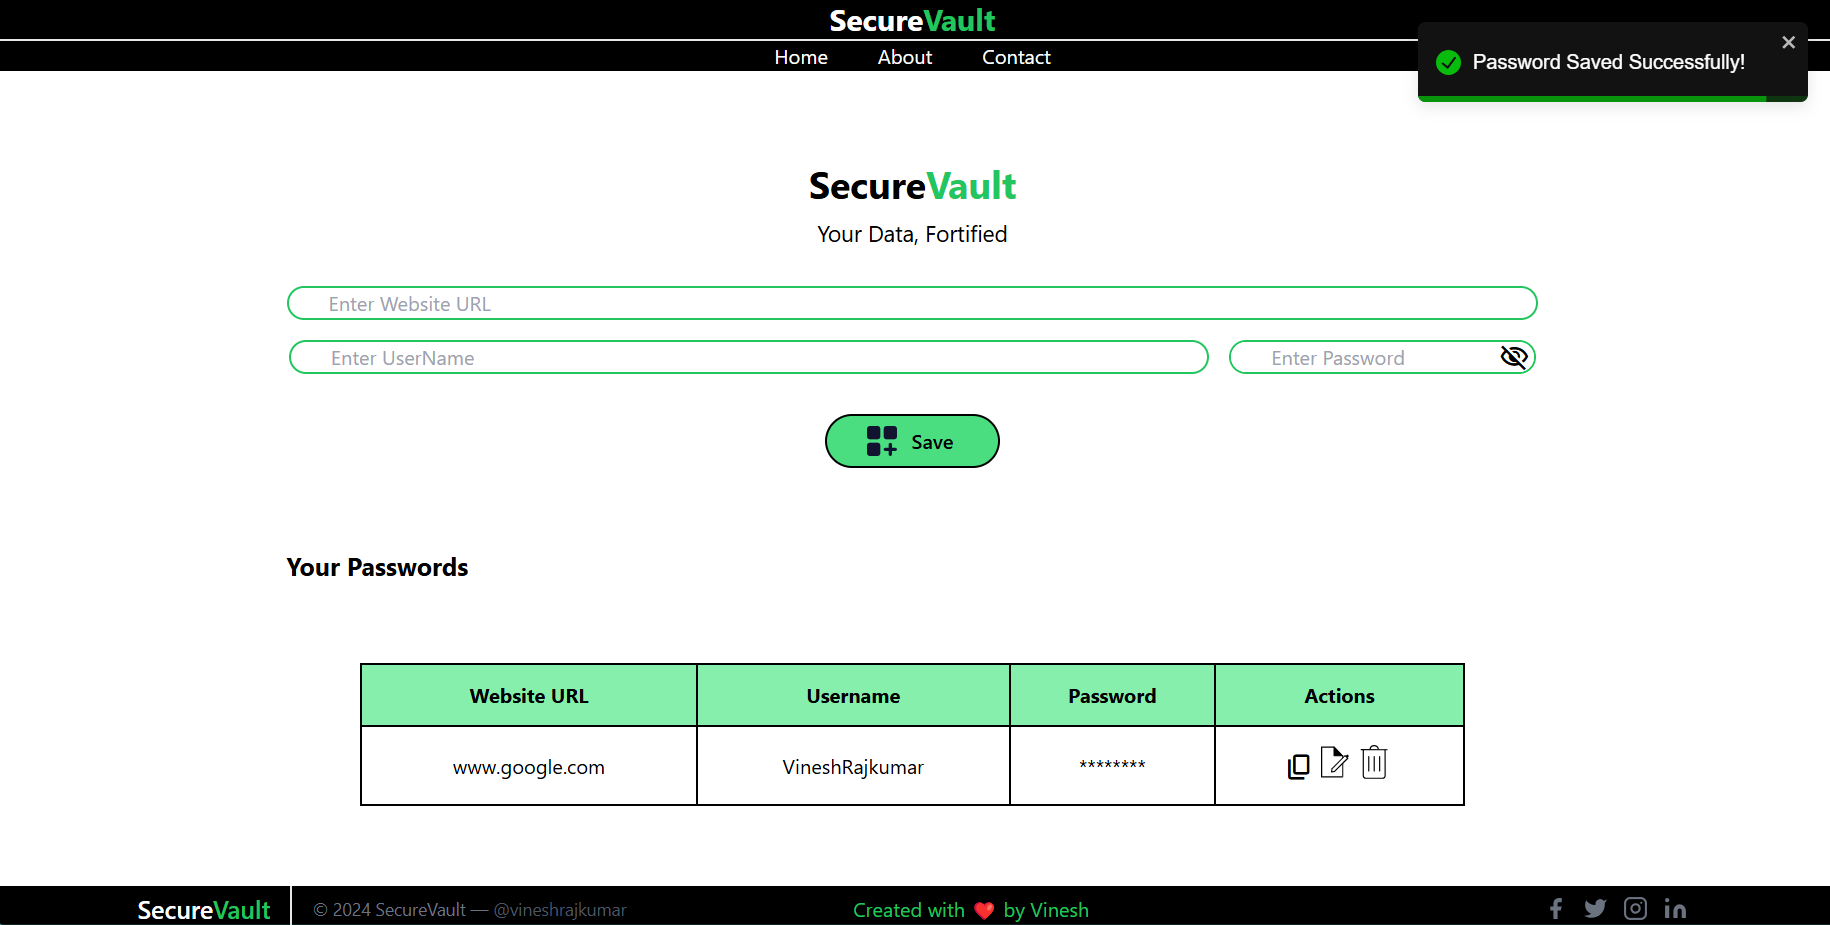 SecureVault
Home About Contact
Password Saved Successfully!
SecureVault
Your Data, Fortified
Enter Website URL
Enter UserName
Enter Password
Save
Your Passwords
Website URL Username Password Actions
www.google.com VineshRajkumar ********
SecureVault © 2024 SecureVault — @vineshrajkumar Created with ❤️ by Vinesh